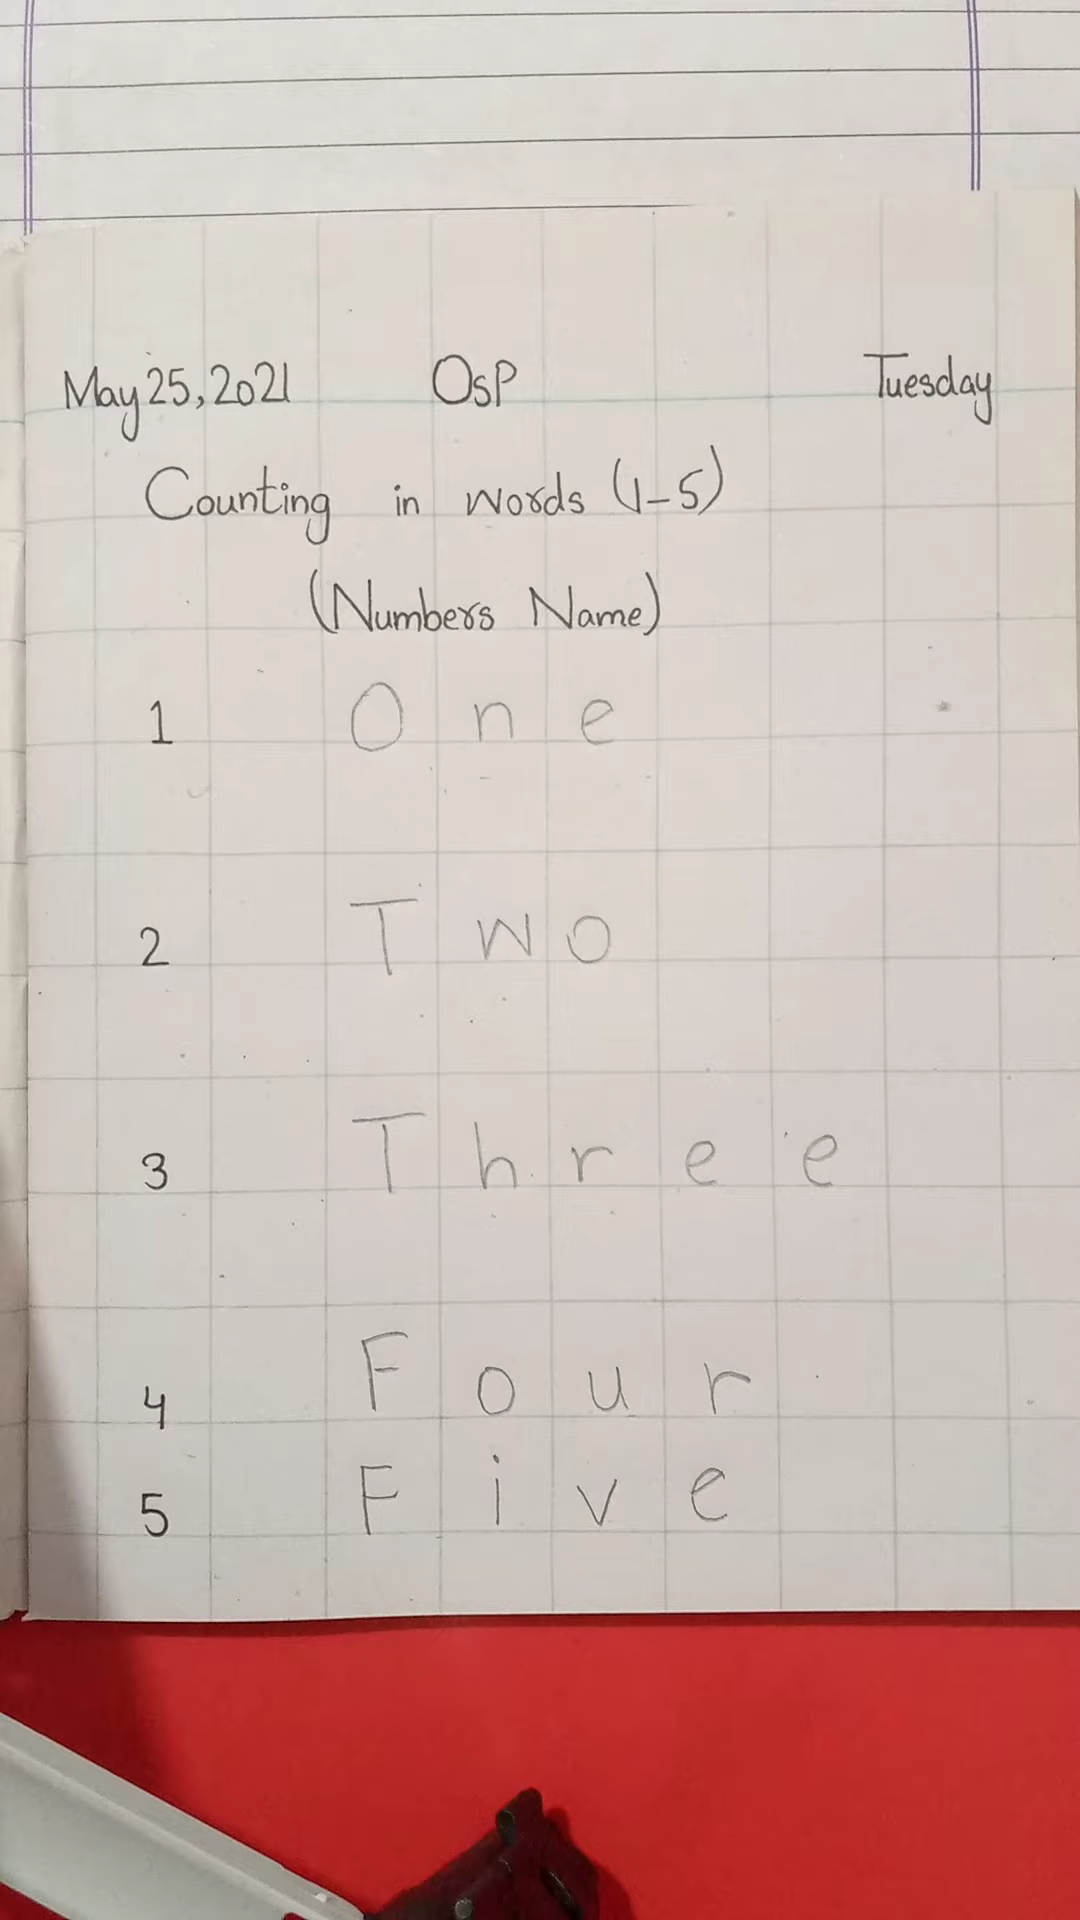 May 25, 2021 OsP Tuesday
Counting in words (1-5)
(Numbers Name)
1 One
2 Two
3 Three
4 Four
5 Five